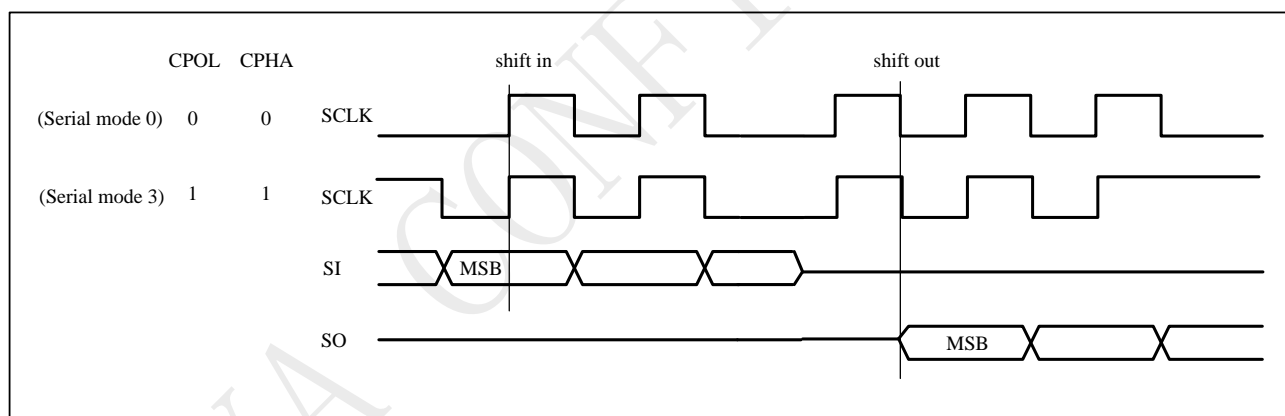 CPOL CPHA shift in shift out
(Serial mode 0) 0 0 SCLK
(Serial mode 3) 1 1 SCLK
SI MSB
SO MSB